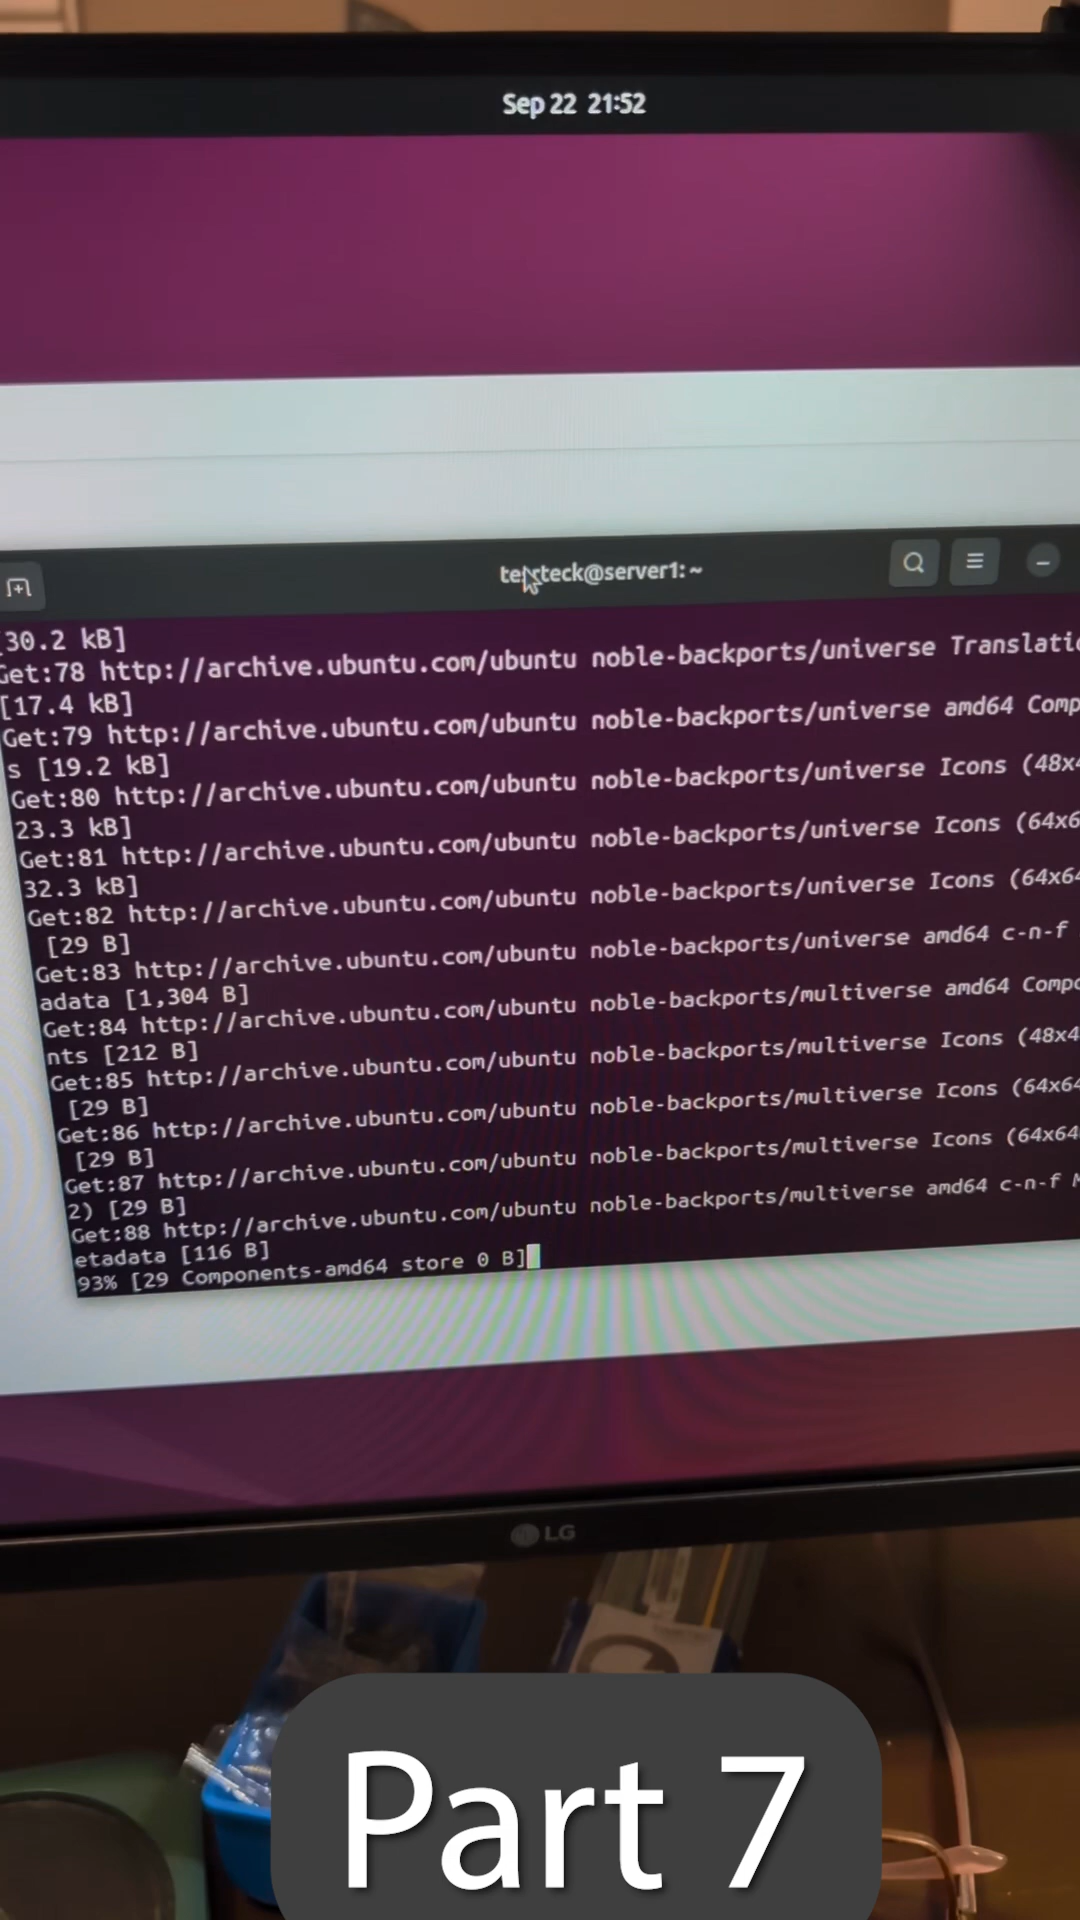 Sep 22 21:52
server1: ~
[30.2 kB]
Get:78 http://archive.ubuntu.com/ubuntu noble-backports/universe
[17.4 kB]
Get:79 http://archive.ubuntu.com/ubuntu noble-backports/universe amd64 Comp
s [19.2 kB]
Get:80 http://archive.ubuntu.com/ubuntu noble-backports/universe Icons (48x
23.3 kB]
Get:81 http://archive.ubuntu.com/ubuntu noble-backports/universe Icons (64x6
32.3 kB]
Get:82 http://archive.ubuntu.com/ubuntu noble-backports/universe Icons (64x64
[29 B]
Get:83 http://archive.ubuntu.com/ubuntu noble-backports/universe amd64 c-n-f
adata [1,304 B]
Get:84 http://archive.ubuntu.com/ubuntu noble-backports/multiverse amd64 Compo
nts [212 B]
Get:85 http://archive.ubuntu.com/ubuntu noble-backports/multiverse Icons (48x4
[29 B]
Get:86 http://archive.ubuntu.com/ubuntu noble-backports/multiverse Icons (64x64
[29 B]
Get:87 http://archive.ubuntu.com/ubuntu noble-backports/multiverse Icons (64x64
2) [29 B]
Get:88 http://archive.ubuntu.com/ubuntu noble-backports/multiverse amd64 c-n-f M
etadata [116 B]
93% [29 Components-amd64 store 0 B]
LG
Part 7